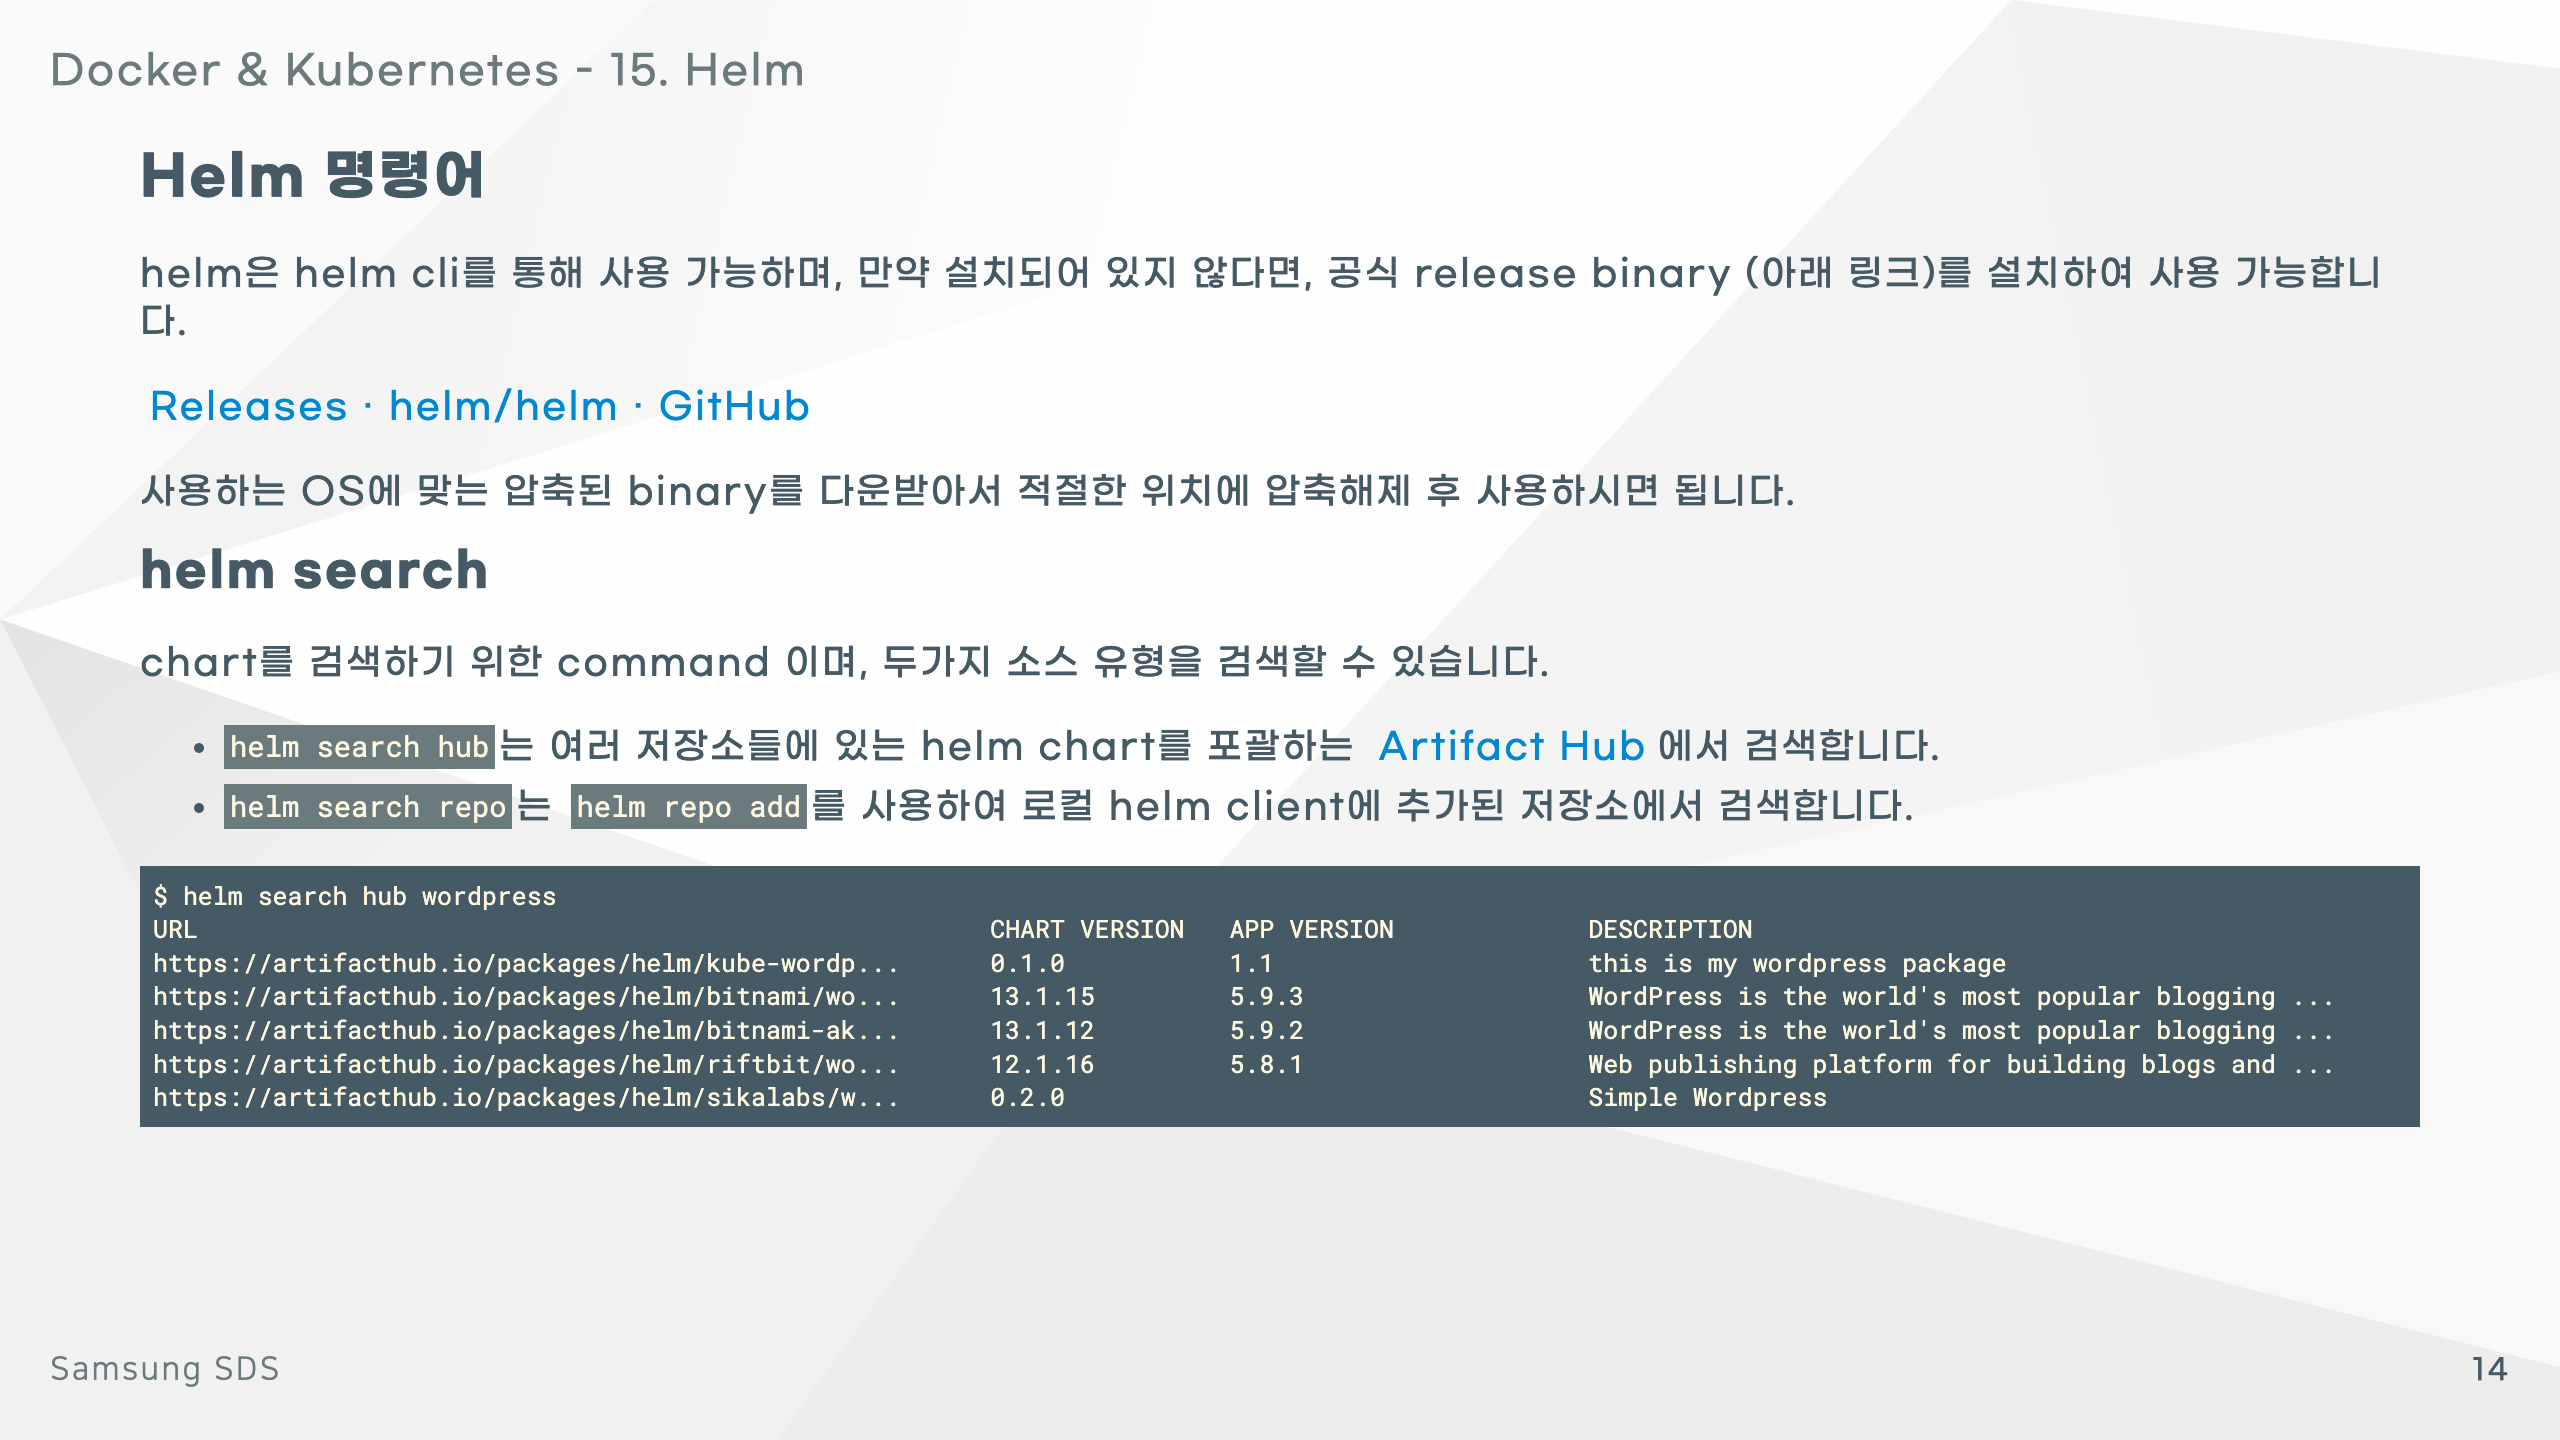 Docker & Kubernetes - 15. Helm
Helm 명령어
helm은 helm cli를 통해 사용 가능하며, 만약 설치되어 있지 않다면, 공식 release binary (아래 링크)를 설치하여 사용 가능합니
다.
Releases · helm/helm · GitHub
사용하는 OS에 맞는 압축된 binary를 다운받아서 적절한 위치에 압축해제 후 사용하시면 됩니다.
helm search
chart를 검색하기 위한 command 이며, 두가지 소스 유형을 검색할 수 있습니다.
• helm search hub 는 여러 저장소들에 있는 helm chart를 포괄하는 Artifact Hub 에서 검색합니다.
• helm search repo 는 helm repo add 를 사용하여 로컬 helm client에 추가된 저장소에서 검색합니다.
$ helm search hub wordpress
URL CHART VERSION APP VERSION DESCRIPTION
https://artifacthub.io/packages/helm/kube-wordp... 0.1.0 1.1 this is my wordpress package
https://artifacthub.io/packages/helm/bitnami/wo... 13.1.15 5.9.3 WordPress is the world's most popular blogging ...
https://artifacthub.io/packages/helm/bitnami-ak... 13.1.12 5.9.2 WordPress is the world's most popular blogging ...
https://artifacthub.io/packages/helm/riftbit/wo... 12.1.16 5.8.1 Web publishing platform for building blogs and ...
https://artifacthub.io/packages/helm/sikalabs/w... 0.2.0 Simple Wordpress
Samsung SDS
14